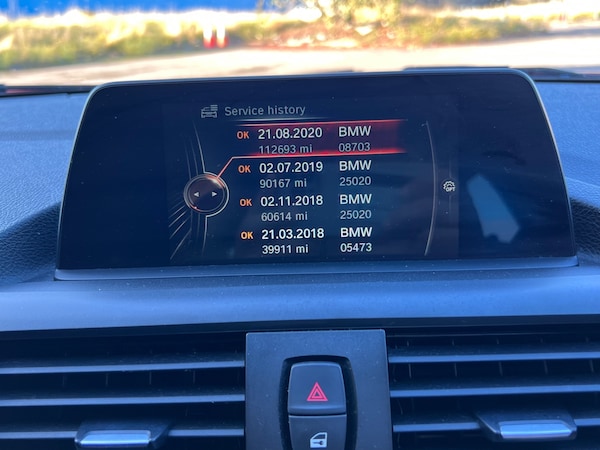 Service history
OK 21.08.2020 BMW
112693 mi 08703
OK 02.07.2019 BMW
90167 mi 25020
OK 02.11.2018 BMW
60614 mi 25020
OK 21.03.2018 BMW
39911 mi 05473
OPT